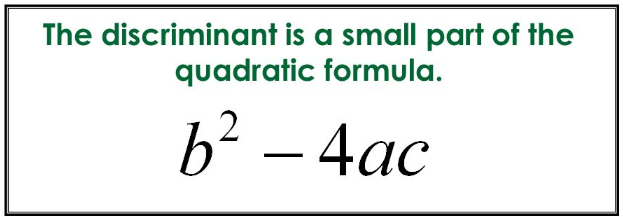 The discriminant is a small part of the
quadratic formula.
b² – 4ac